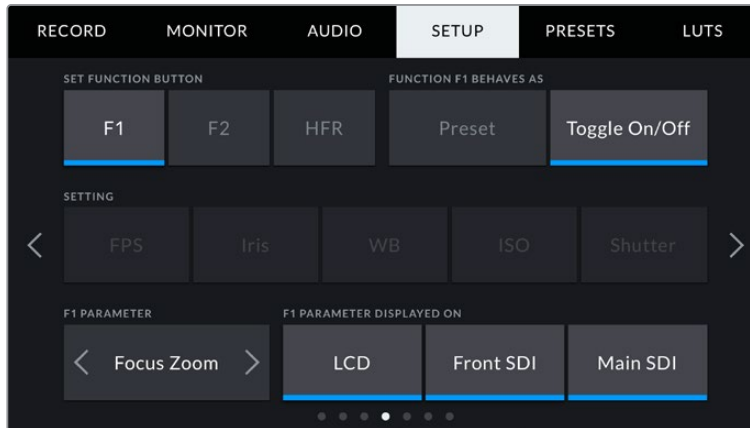 RECORD MONITOR AUDIO SETUP PRESETS LUTS
SET FUNCTION BUTTON FUNCTION F1 BEHAVES AS
F1 F2 HFR Preset Toggle On/Off
SETTING
FPS Iris WB ISO Shutter
F1 PARAMETER F1 PARAMETER DISPLAYED ON
Focus Zoom LCD Front SDI Main SDI